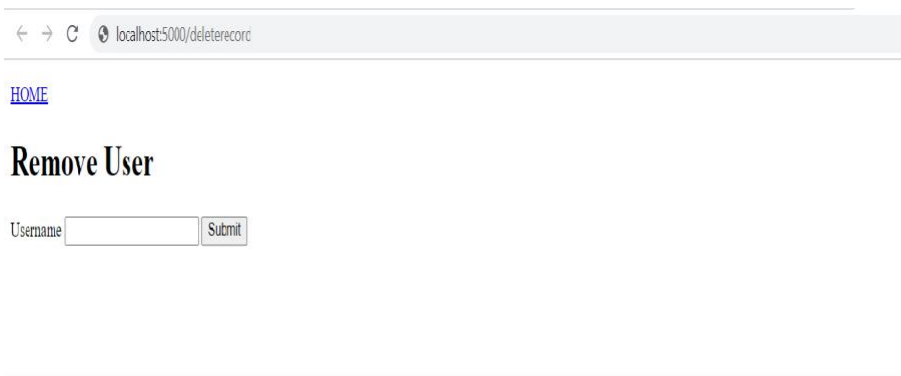 localhost:5000/deleterecord
HOME
Remove User
Username Submit